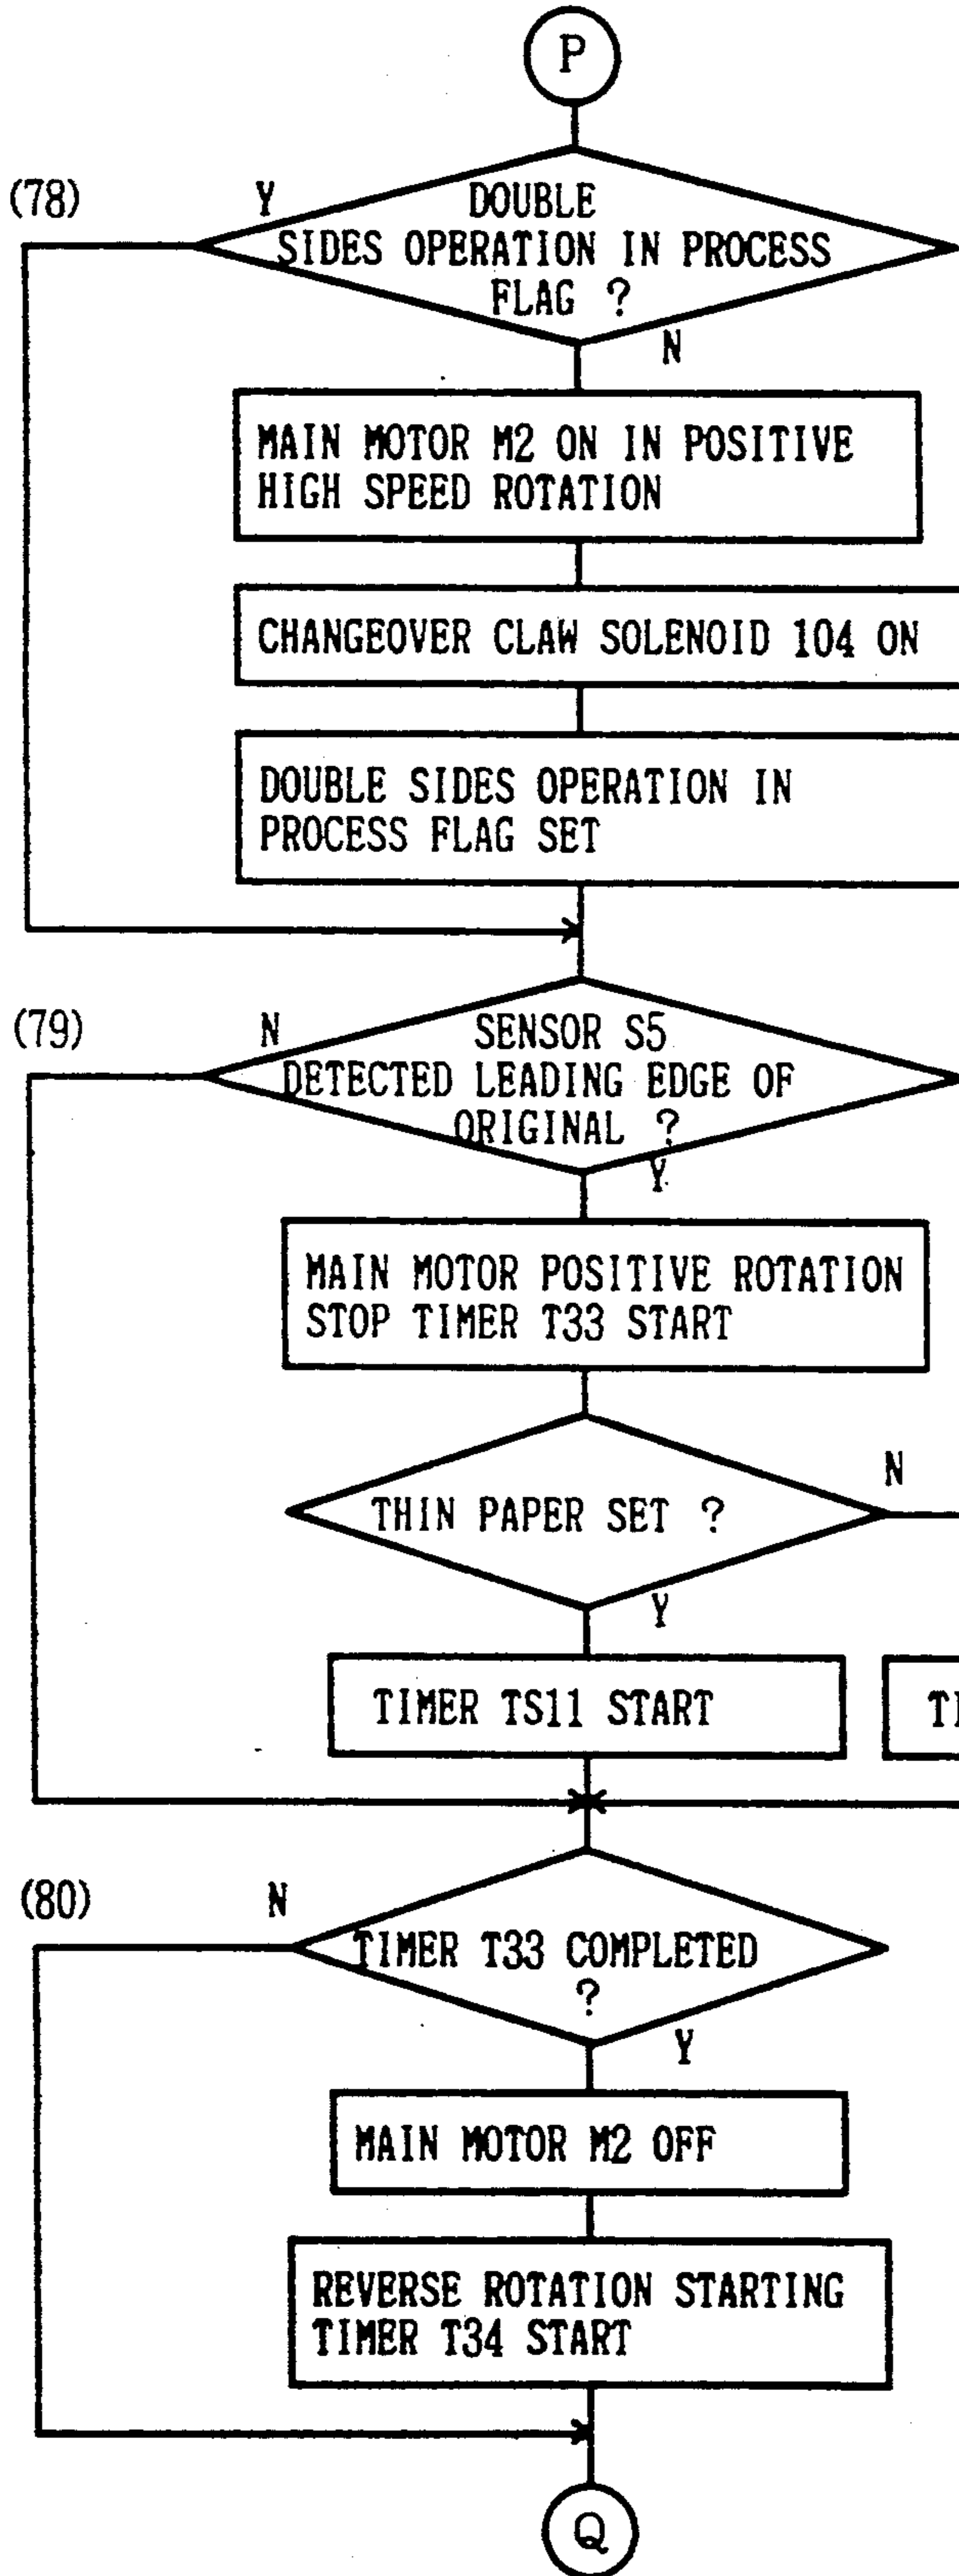 P
(78)
Y
DOUBLE
SIDES OPERATION IN PROCESS
FLAG ?
N
MAIN MOTOR M2 ON IN POSITIVE
HIGH SPEED ROTATION
CHANGEOVER CLAW SOLENOID 104 ON
DOUBLE SIDES OPERATION IN
PROCESS FLAG SET
(79)
N
SENSOR S5
DETECTED LEADING EDGE OF
ORIGINAL ?
Y
MAIN MOTOR POSITIVE ROTATION
STOP TIMER T33 START
THIN PAPER SET ?
N
Y
TIMER TS11 START
(80)
N
TIMER T33 COMPLETED
?
Y
MAIN MOTOR M2 OFF
REVERSE ROTATION STARTING
TIMER T34 START
Q